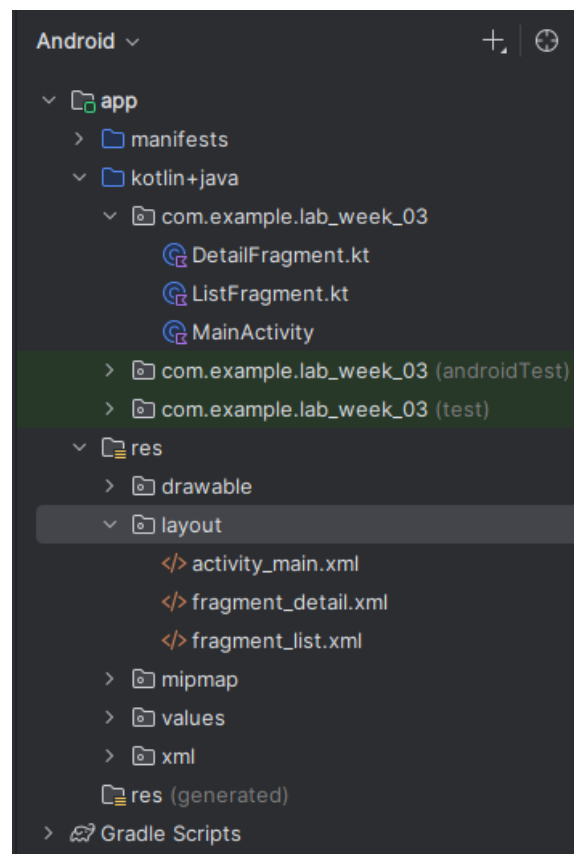 Android
app
manifests
kotlin+java
com.example.lab_week_03
DetailFragment.kt
ListFragment.kt
MainActivity
com.example.lab_week_03 (androidTest)
com.example.lab_week_03 (test)
res
drawable
layout
activity_main.xml
fragment_detail.xml
fragment_list.xml
mipmap
values
xml
res (generated)
Gradle Scripts